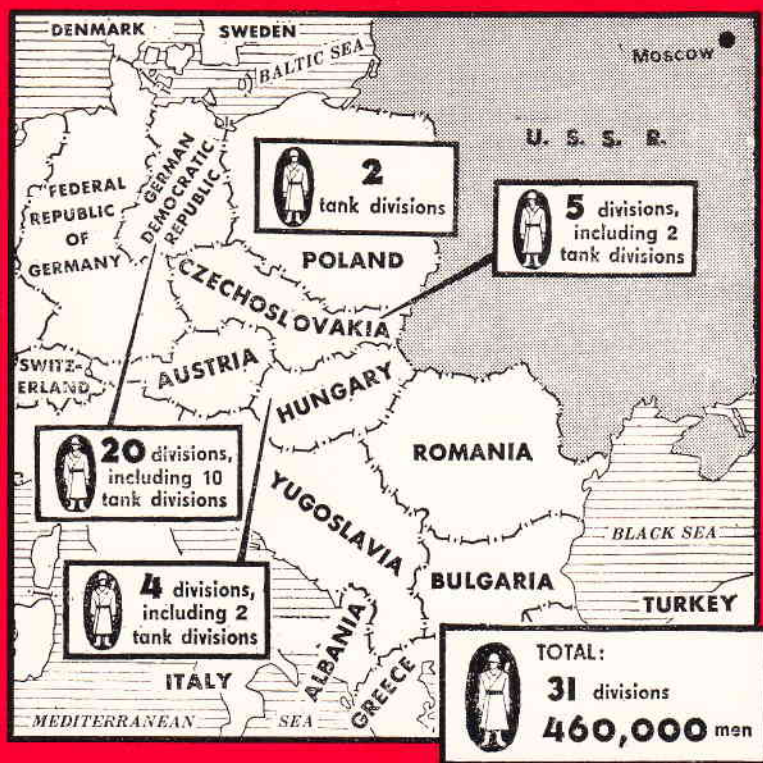 DENMARK
SWEDEN
BALTIC SEA
Moscow
U. S. S. R.
FEDERAL
REPUBLIC
OF
GERMANY
GERMAN
DEMOCRATIC
REPUBLIC
2
tank divisions
5 divisions,
including 2
tank divisions
POLAND
CZECHOSLOVAKIA
SWITZ-
ERLAND
AUSTRIA
HUNGARY
ROMANIA
20 divisions,
including 10
tank divisions
YUGOSLAVIA
BLACK SEA
4 divisions,
including 2
tank divisions
BULGARIA
TURKEY
ALBANIA
GREECE
ITALY
MEDITERRANEAN SEA
TOTAL:
31 divisions
460,000 men